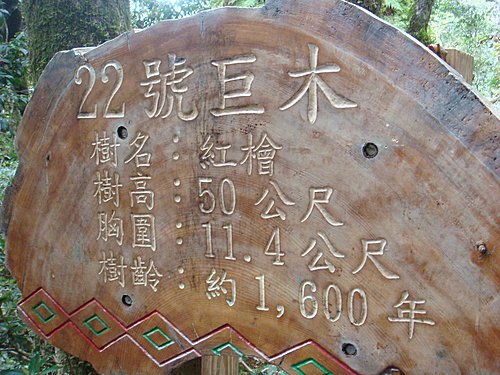 22號巨木
樹名：紅檜
樹高：50公尺
胸圍：11.4公尺
樹齡：約1,600年